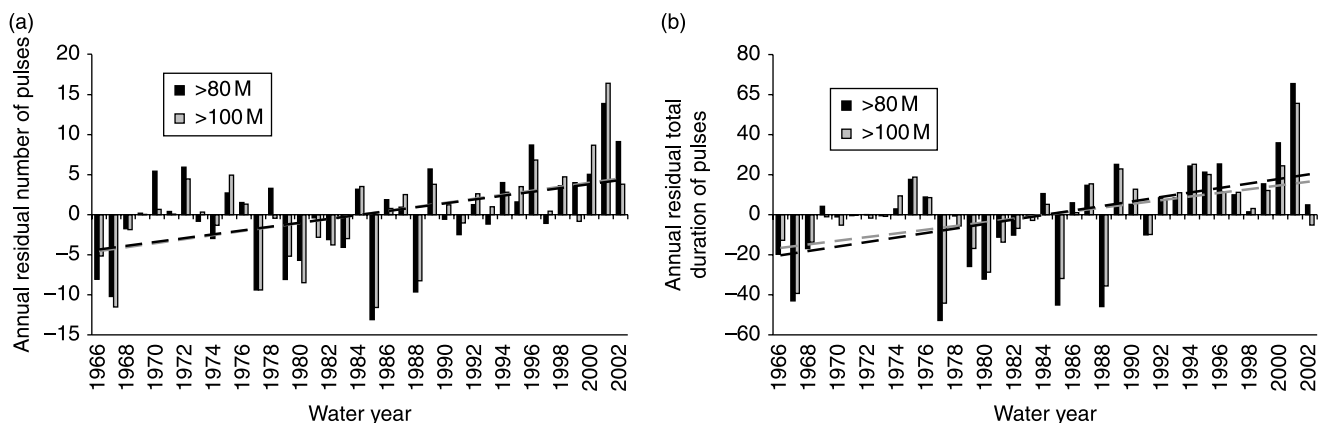 (a)
Annual residual number of pulses
20
15
10
5
0
−5
−10
−15
>80 M
>100 M
1966 1968 1970 1972 1974 1976 1978 1980 1982 1984 1986 1988 1990 1992 1994 1996 1998 2000 2002
Water year
(b)
Annual residual total
duration of pulses
80
65
40
20
0
−20
−40
−60
>80 M
>100 M
1966 1968 1970 1972 1974 1976 1978 1980 1982 1984 1986 1988 1990 1992 1994 1996 1998 2000 2002
Water year